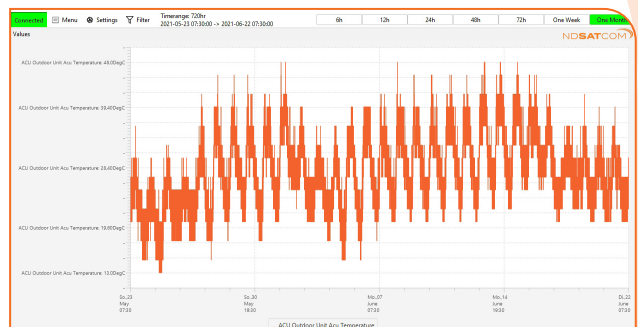 Connected Menu Settings Filter Timerange: 720hr 6h 12h 24h 48h 72h One Week One Month
2021-05-23 07:30:00 -> 2021-06-22 07:30:00
Values
NDSATCOM
ACU Outdoor Unit Acu Temperature: 48.0DegC
ACU Outdoor Unit Acu Temperature: 39.40DegC
ACU Outdoor Unit Acu Temperature: 28.40DegC
ACU Outdoor Unit Acu Temperature: 19.60DegC
ACU Outdoor Unit Acu Temperature: 13.0DegC
So..23 So..30 Mo..07 Mo..14 Di..22
May May June June June
07:30 19:30 07:30 19:30 07:30
ACU Outdoor Unit Acu Temperature